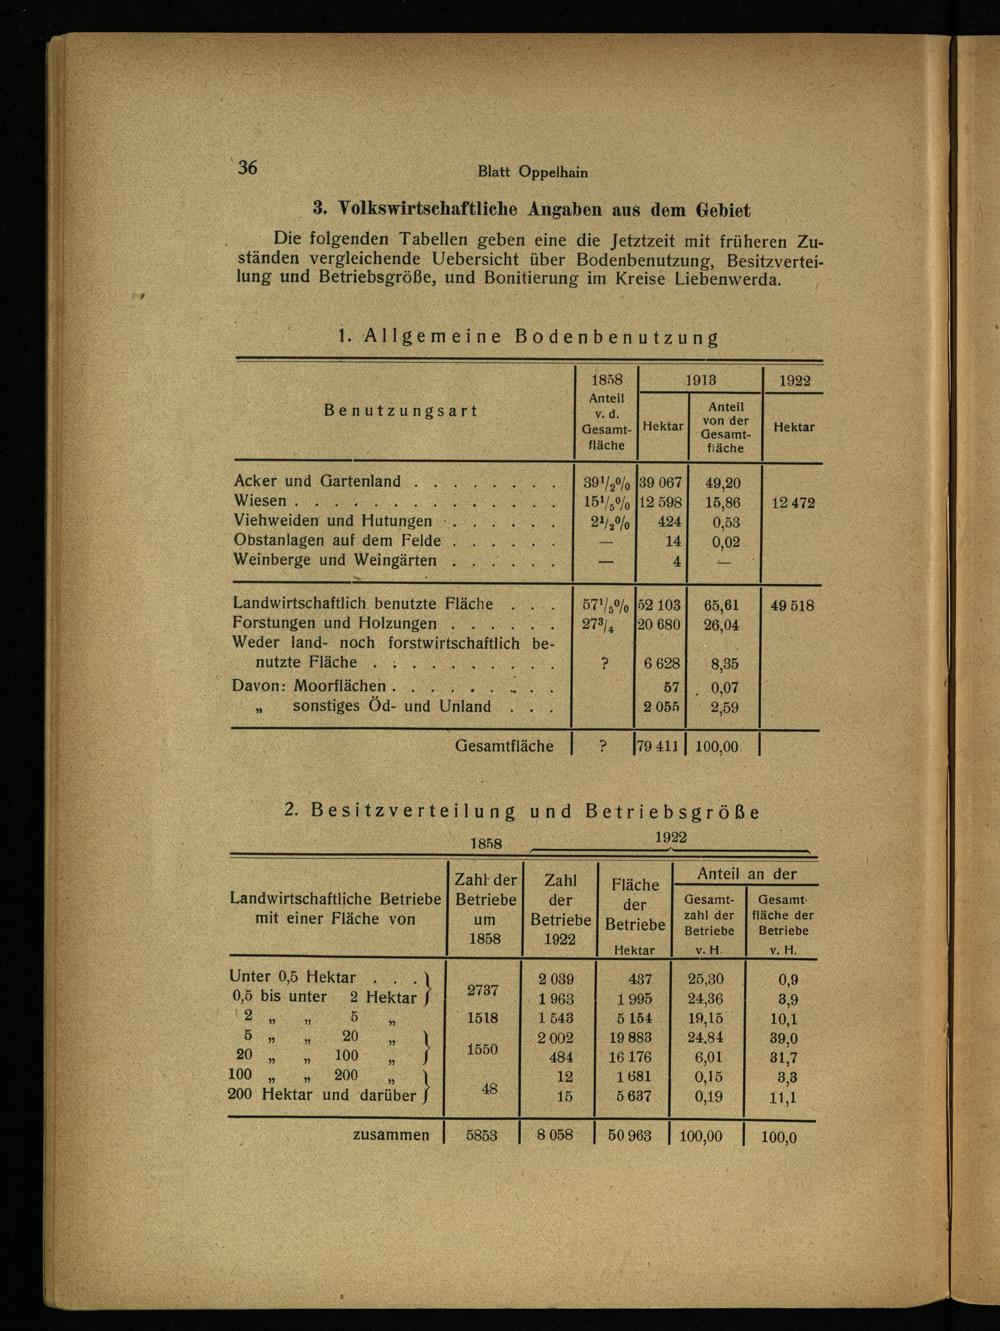 36
Blatt Oppelhain
3. Volkswirtschaftliche Angaben aus dem Gebiet
Die folgenden Tabellen geben eine die Jetztzeit mit früheren Zu-
ständen vergleichende Uebersicht über Bodenbenutzung, Besitzvertei-
lung und Betriebsgröße, und Bonitierung im Kreise Liebenwerda.
1. Allgemeine Bodenbenutzung
Benutzungsart | 1858 Anteil v. d. Gesamt-fläche | 1913 Hektar | 1913 Anteil von der Gesamt-fläche | 1922 Hektar
Acker und Gartenland . . . . . . . . 39¹/₂% 39 067 49,20
Wiesen . . . . . . . . . . . . . . 15¹/₅% 12 598 15,86 12 472
Viehweiden und Hutungen . . . . . . 2¹/₂% 424 0,53
Obstanlagen auf dem Felde . . . . . . — 14 0,02
Weinberge und Weingärten . . . . . . — 4 —
Landwirtschaftlich benutzte Fläche . . . 57¹/₅% 52 103 65,61 49 518
Forstungen und Holzungen . . . . . . 27³/₄ 20 680 26,04
Weder land- noch forstwirtschaftlich be-
nutzte Fläche . . . . . . . . . . ? 6 628 8,35
Davon: Moorflächen . . . . . . . . . 57 0,07
„ sonstiges Öd- und Unland . . . 2 055 2,59
Gesamtfläche ? 79 411 100,00
2. Besitzverteilung und Betriebsgröße
1858 1922
Landwirtschaftliche Betriebe mit einer Fläche von | Zahl der Betriebe um 1858 | Zahl der Betriebe 1922 | Fläche der Betriebe Hektar | Anteil an der Gesamt-zahl der Betriebe v. H. | Gesamt-fläche der Betriebe v. H.
Unter 0,5 Hektar . . . } 2737 2 039 437 25,30 0,9
0,5 bis unter 2 Hektar } 1 963 1 995 24,36 3,9
2 „ „ 5 „ 1518 1 543 5 154 19,15 10,1
5 „ „ 20 „ } 1550 2 002 19 883 24,84 39,0
20 „ „ 100 „ } 484 16 176 6,01 31,7
100 „ „ 200 „ } 48 12 1 681 0,15 3,3
200 Hektar und darüber } 15 5 637 0,19 11,1
zusammen 5853 8 058 50 963 100,00 100,0